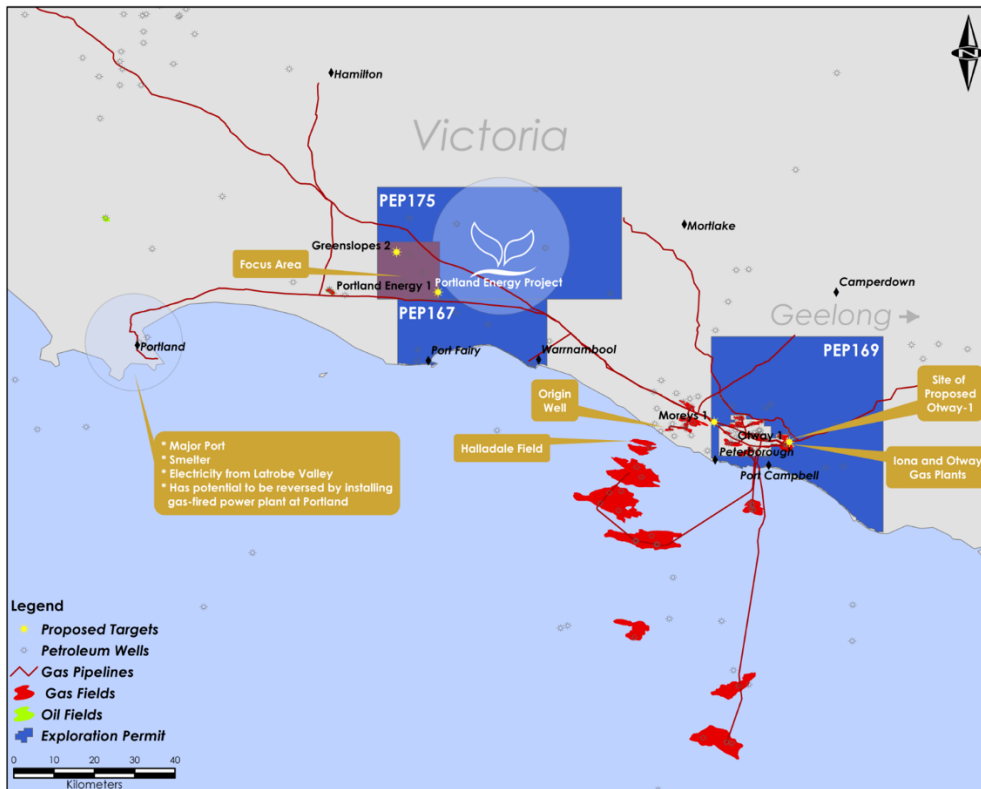 Hamilton
Victoria
PEP175
Mortlake
Greenslopes 2
Focus Area
Portland Energy 1
Portland Energy Project
Camperdown
PEP167
Geelong
PEP169
Portland
Port Fairy
Warrnambool
Origin
Well
Moreys 1
Site of
Proposed
Otway-1
Halladale Field
Otway 1
Peterborough
Port Campbell
Iona and Otway
Gas Plants
* Major Port
* Smelter
* Electricity from Latrobe Valley
* Has potential to be reversed by installing
gas-fired power plant at Portland
N
Legend
Proposed Targets
Petroleum Wells
Gas Pipelines
Gas Fields
Oil Fields
Exploration Permit
0 10 20 30 40
Kilometers